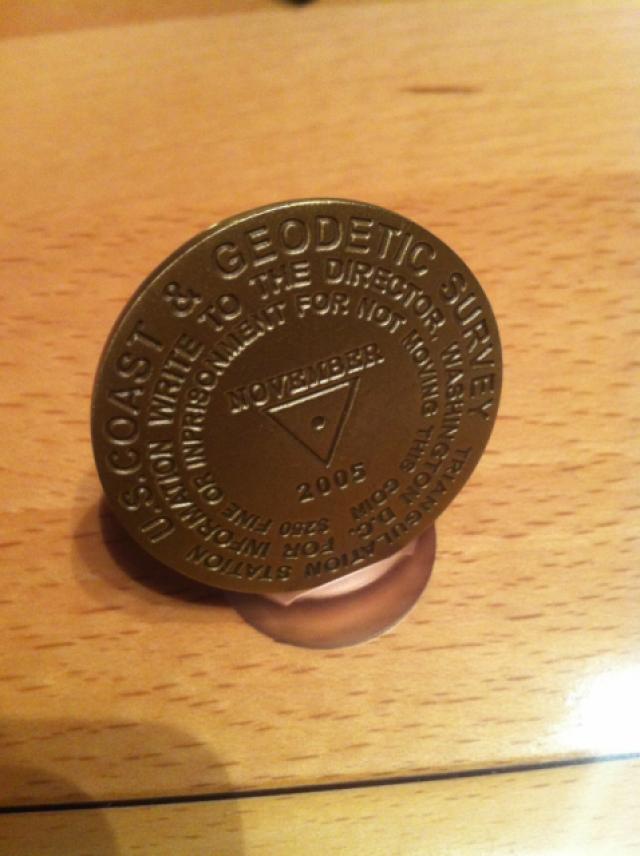 U.S.COAST & GEODETIC SURVEY TRIANGULATION STATION
FOR INFORMATION WRITE TO THE DIRECTOR, WASHINGTON D.C.
$250 FINE OR INPRISONMENT FOR NOT MOVING THIS COIN
NOVEMBER
2005